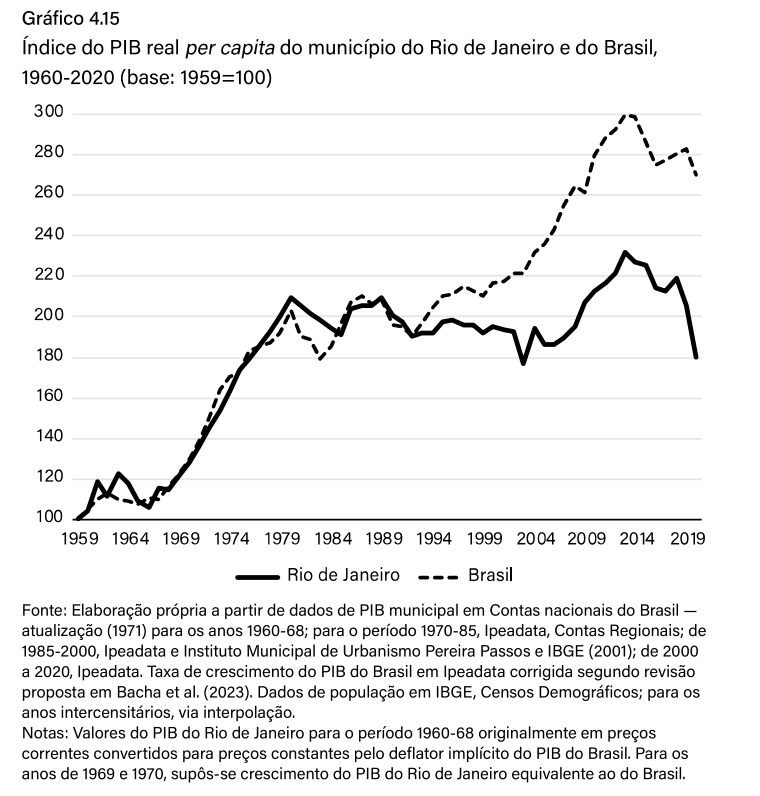 Gráfico 4.15
Índice do PIB real per capita do município do Rio de Janeiro e do Brasil,
1960-2020 (base: 1959=100)
300
280
260
240
220
200
180
160
140
120
100
1959 1964 1969 1974 1979 1984 1989 1994 1999 2004 2009 2014 2019
Rio de Janeiro Brasil
Fonte: Elaboração própria a partir de dados de PIB municipal em Contas nacionais do Brasil —
atualização (1971) para os anos 1960-68; para o período 1970-85, Ipeadata, Contas Regionais; de
1985-2000, Ipeadata e Instituto Municipal de Urbanismo Pereira Passos e IBGE (2001); de 2000
a 2020, Ipeadata. Taxa de crescimento do PIB do Brasil em Ipeadata corrigida segundo revisão
proposta em Bacha et al. (2023). Dados de população em IBGE, Censos Demográficos; para os
anos intercensitários, via interpolação.
Notas: Valores do PIB do Rio de Janeiro para o período 1960-68 originalmente em preços
correntes convertidos para preços constantes pelo deflator implícito do PIB do Brasil. Para os
anos de 1969 e 1970, supôs-se crescimento do PIB do Rio de Janeiro equivalente ao do Brasil.